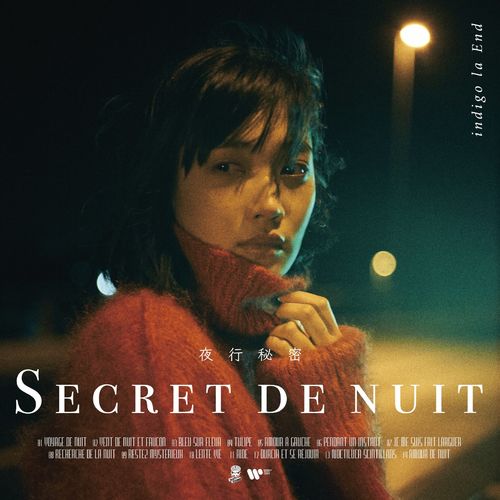 indigo la End
夜行秘密
SECRET DE NUIT
01 VOYAGE DE NUIT 02 VENT DE NUIT ET FAUCON 03 BLEU SUR FLEUR 04 TULIPE 05 AMOUR À GAUCHE 06 PENDANT UN INSTANT 07 JE ME SUIS FAIT LARGUER
08 RECHERCHE DE LA NUIT 09 RESTEZ MYSTERIEUX 10 LENTE VIE 11 AIDE 12 DURCIR ET SE RÉJOUIR 13 NOCTILUCA SCINTILLANS 14 AMOUR DE NUIT